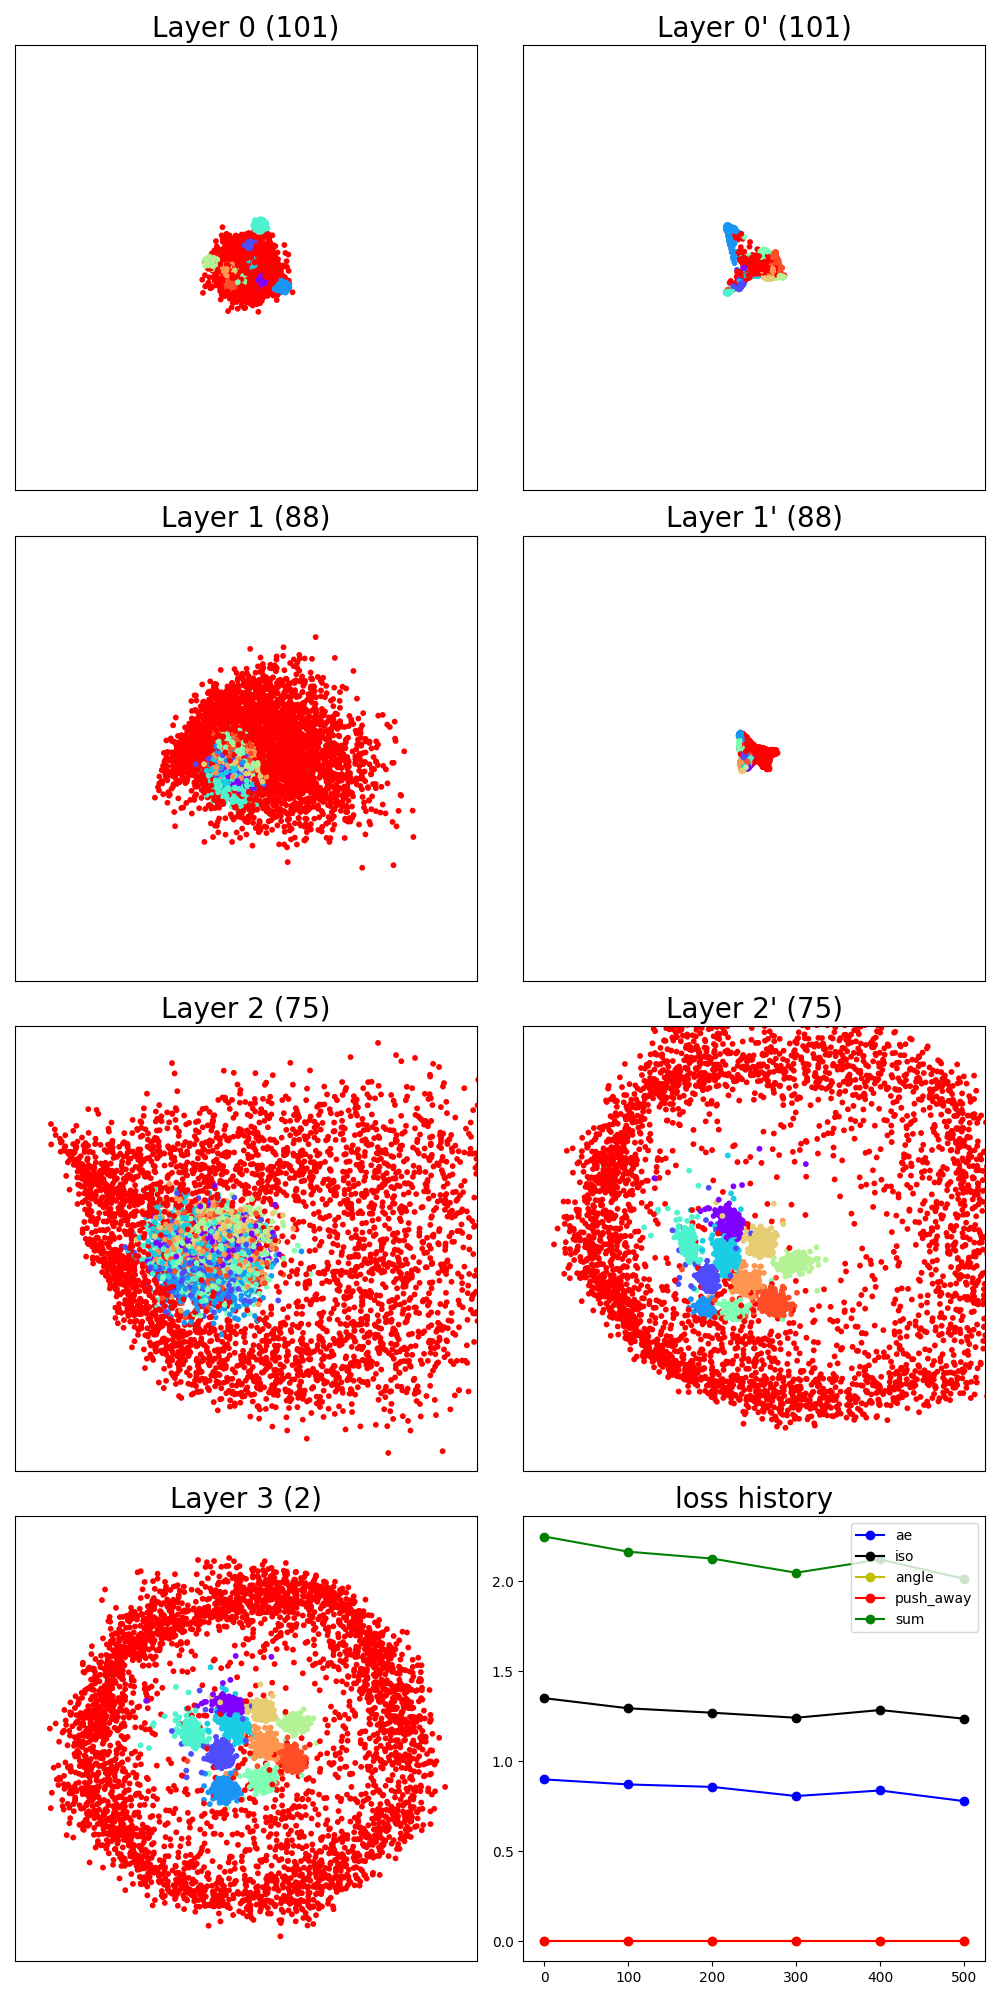 Layer 0 (101)
Layer 0' (101)
Layer 1 (88)
Layer 1' (88)
Layer 2 (75)
Layer 2' (75)
Layer 3 (2)
loss history
ae
iso
angle
push_away
sum
2.0
1.5
1.0
0.5
0.0
0 100 200 300 400 500